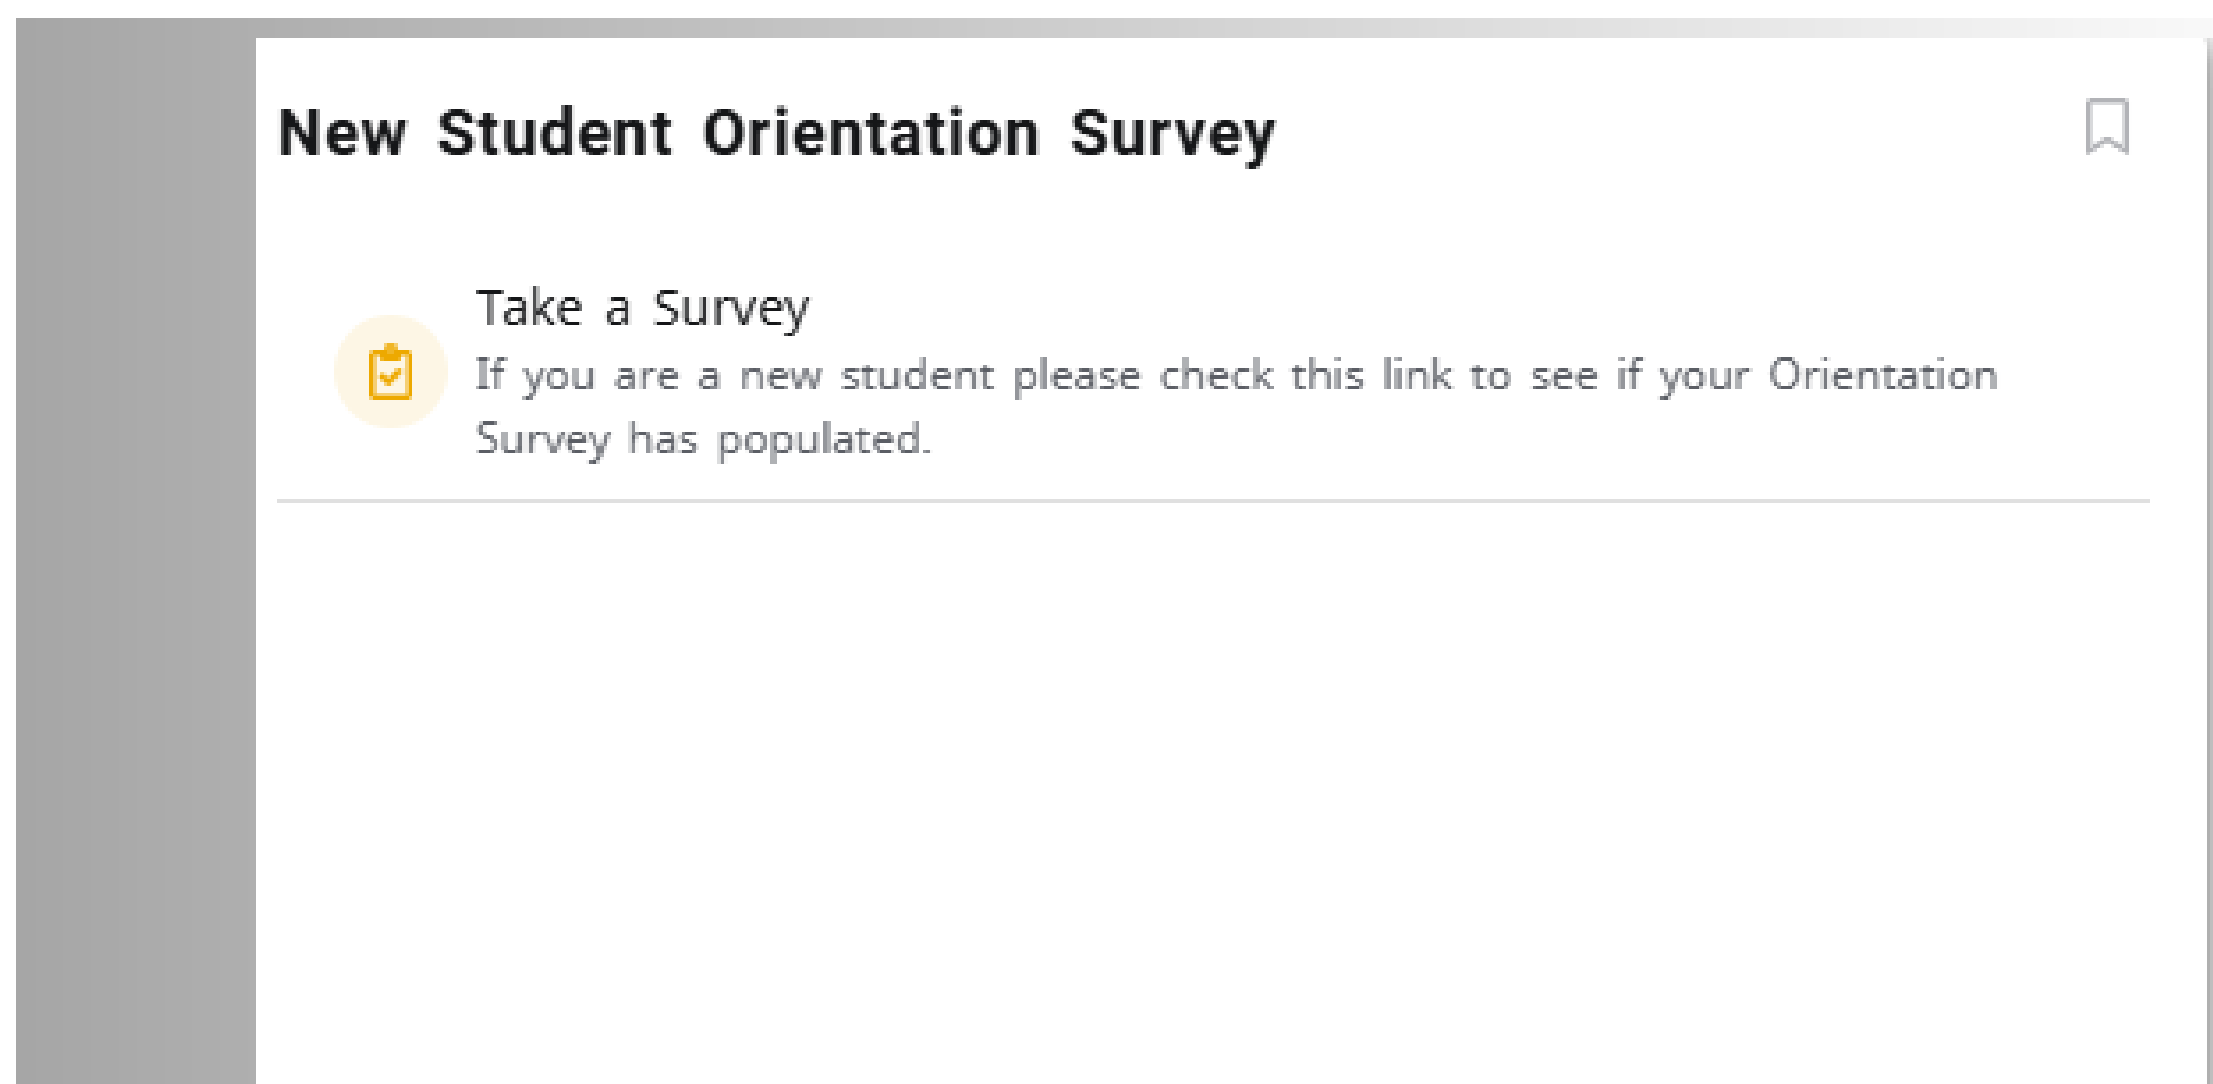 New Student Orientation Survey
Take a Survey
If you are a new student please check this link to see if your Orientation
Survey has populated.